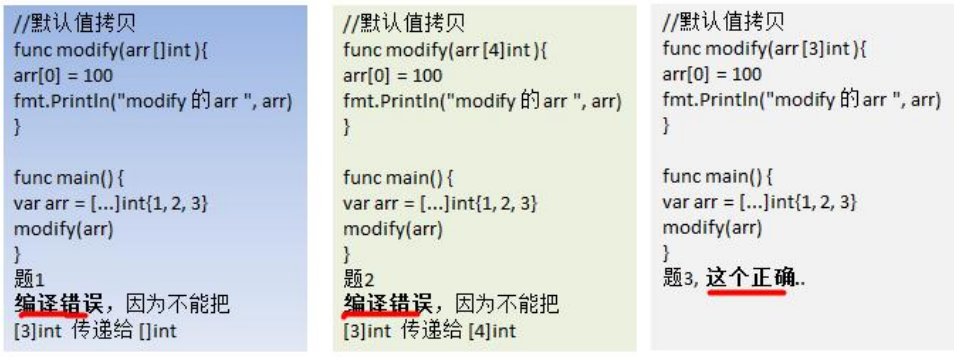 //默认值拷贝
func modify(arr []int ){
arr[0] = 100
fmt.Println("modify 的 arr ", arr)
}
func main() {
var arr = [...]int{1, 2, 3}
modify(arr)
}
题1
编译错误，因为不能把
[3]int 传递给 []int
//默认值拷贝
func modify(arr [4]int ){
arr[0] = 100
fmt.Println("modify 的 arr ", arr)
}
func main() {
var arr = [...]int{1, 2, 3}
modify(arr)
}
题2
编译错误，因为不能把
[3]int 传递给 [4]int
//默认值拷贝
func modify(arr [3]int ){
arr[0] = 100
fmt.Println("modify 的 arr ", arr)
}
func main() {
var arr = [...]int{1, 2, 3}
modify(arr)
}
题3, 这个正确..